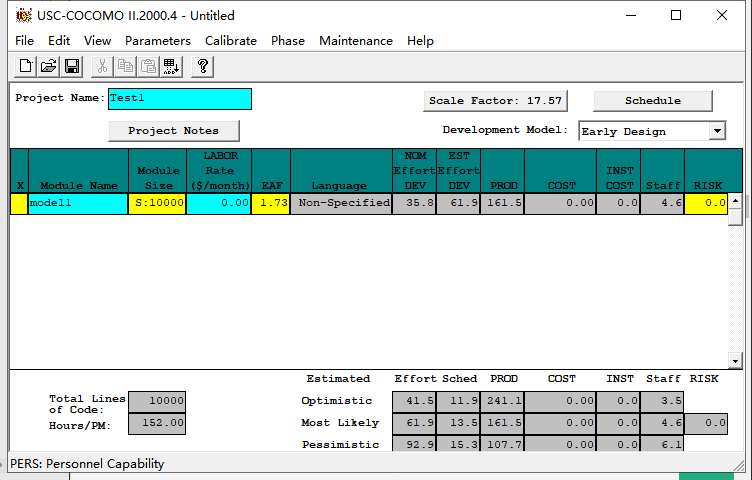 USC-COCOMO II.2000.4 - Untitled
File Edit View Parameters Calibrate Phase Maintenance Help
Project Name: Test1 Scale Factor: 17.57 Schedule
Project Notes Development Model: Early Design
LABOR NOM EST
Module Rate Effort Effort INST
X Module Name Size ($/month) EAF Language DEV DEV PROD COST COST Staff RISK
model1 S:10000 0.00 1.73 Non-Specified 35.8 61.9 161.5 0.00 0.0 4.6 0.0
Estimated Effort Sched PROD COST INST Staff RISK
Total Lines of Code: 10000 Optimistic 41.5 11.9 241.1 0.00 0.0 3.5
Hours/PM: 152.00 Most Likely 61.9 13.5 161.5 0.00 0.0 4.6 0.0
Pessimistic 92.9 15.3 107.7 0.00 0.0 6.1
PERS: Personnel Capability